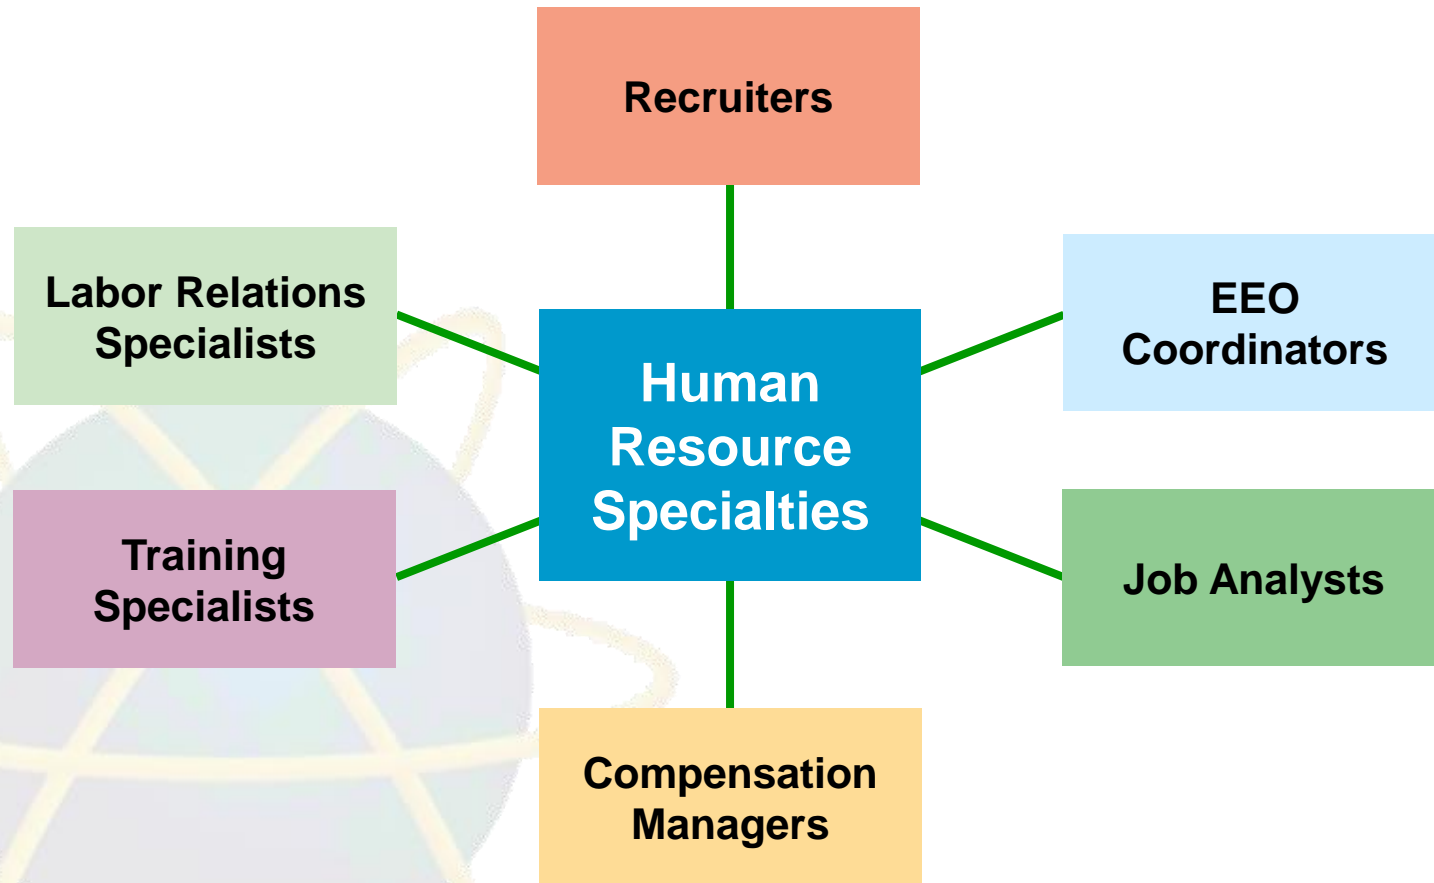 Recruiters
Labor Relations
Specialists
EEO
Coordinators
Human
Resource
Specialties
Training
Specialists
Job Analysts
Compensation
Managers